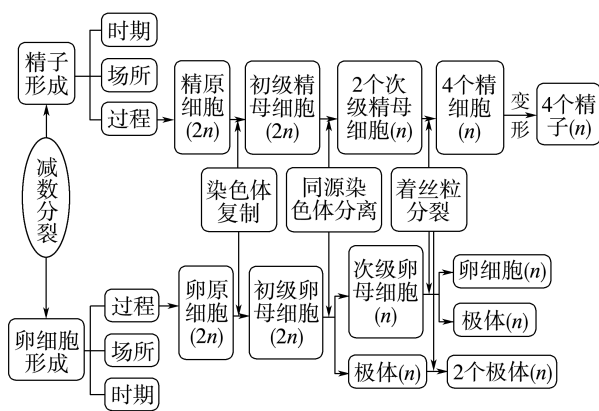 时期
精子
形成
场所
过程
精原
细胞
(2n)
初级精
母细胞
(2n)
2个次
级精母
细胞(n)
4个精
细胞
(n)
变
形
4个精
子(n)
减
数
分
裂
染色体
复制
同源染
色体分离
着丝粒
分裂
卵细胞
形成
过程
场所
时期
卵原
细胞
(2n)
初级卵
母细胞
(2n)
次级卵
母细胞
(n)
卵细胞(n)
极体(n)
极体(n)
2个极体(n)